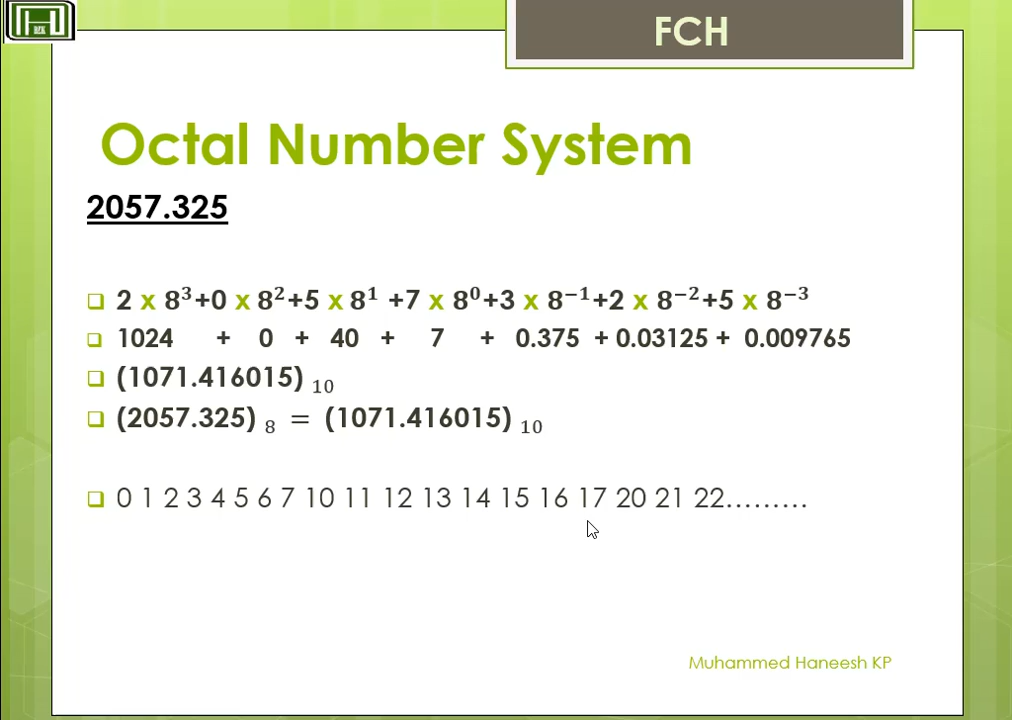 FCH
Octal Number System
2057.325
❑ 2 x 8³+0 x 8²+5 x 8¹ +7 x 8⁰+3 x 8⁻¹+2 x 8⁻²+5 x 8⁻³
❑ 1024 + 0 + 40 + 7 + 0.375 + 0.03125 + 0.009765
❑ (1071.416015) ₁₀
❑ (2057.325) ₈ = (1071.416015) ₁₀
❑ 0 1 2 3 4 5 6 7 10 11 12 13 14 15 16 17 20 21 22.........
Muhammed Haneesh KP